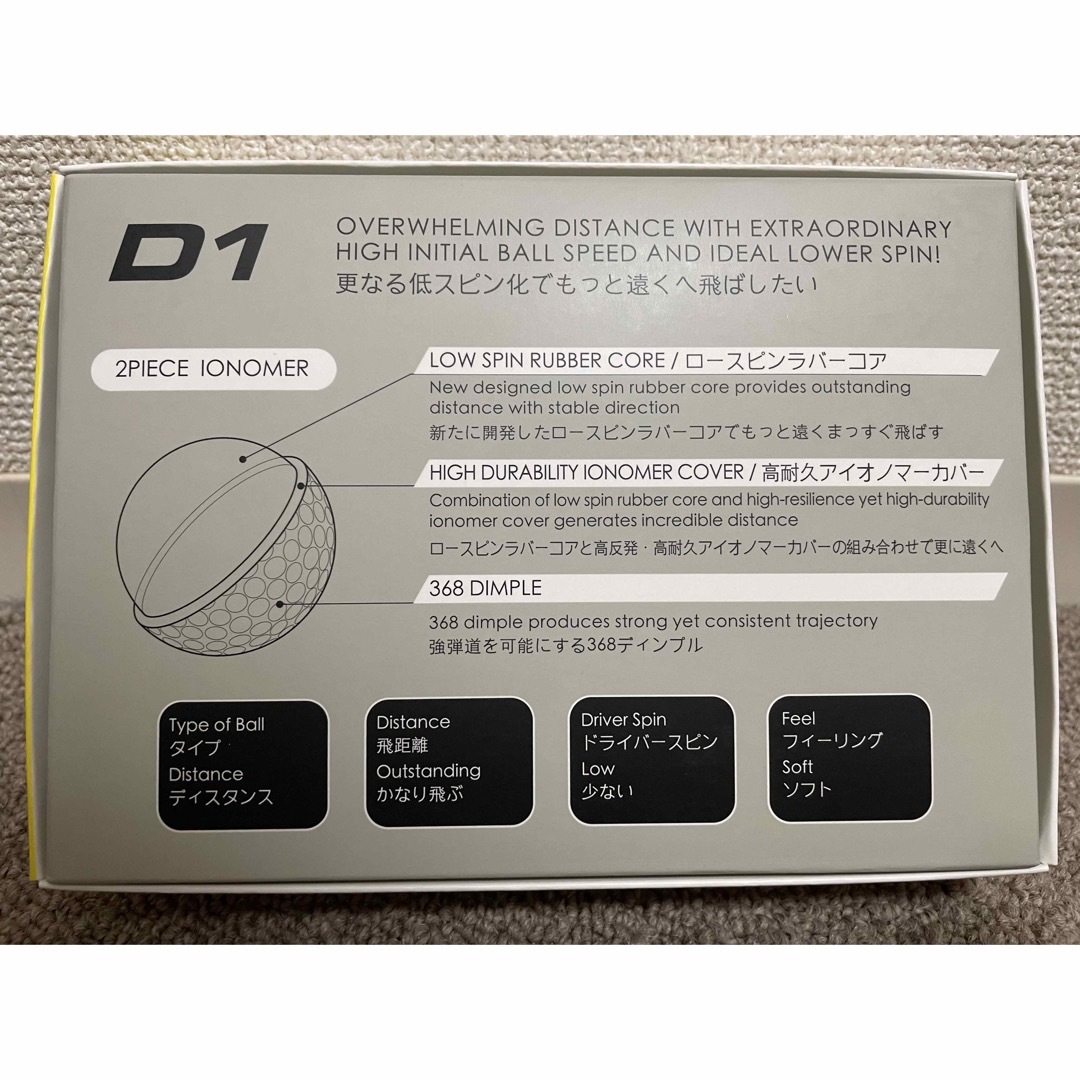 D1
OVERWHELMING DISTANCE WITH EXTRAORDINARY
HIGH INITIAL BALL SPEED AND IDEAL LOWER SPIN!
更なる低スピン化でもっと遠くへ飛ばしたい
2PIECE IONOMER
LOW SPIN RUBBER CORE / ロースピンラバーコア
New designed low spin rubber core provides outstanding
distance with stable direction
新たに開発したロースピンラバーコアでもっと遠くまっすぐ飛ばす
HIGH DURABILITY IONOMER COVER / 高耐久アイオノマーカバー
Combination of low spin rubber core and high-resilience yet high-durability
ionomer cover generates incredible distance
ロースピンラバーコアと高反発・高耐久アイオノマーカバーの組み合わせで更に遠くへ
368 DIMPLE
368 dimple produces strong yet consistent trajectory
強弾道を可能にする368ディンプル
Type of Ball
タイプ
Distance
ディスタンス
Distance
飛距離
Outstanding
かなり飛ぶ
Driver Spin
ドライバースピン
Low
少ない
Feel
フィーリング
Soft
ソフト